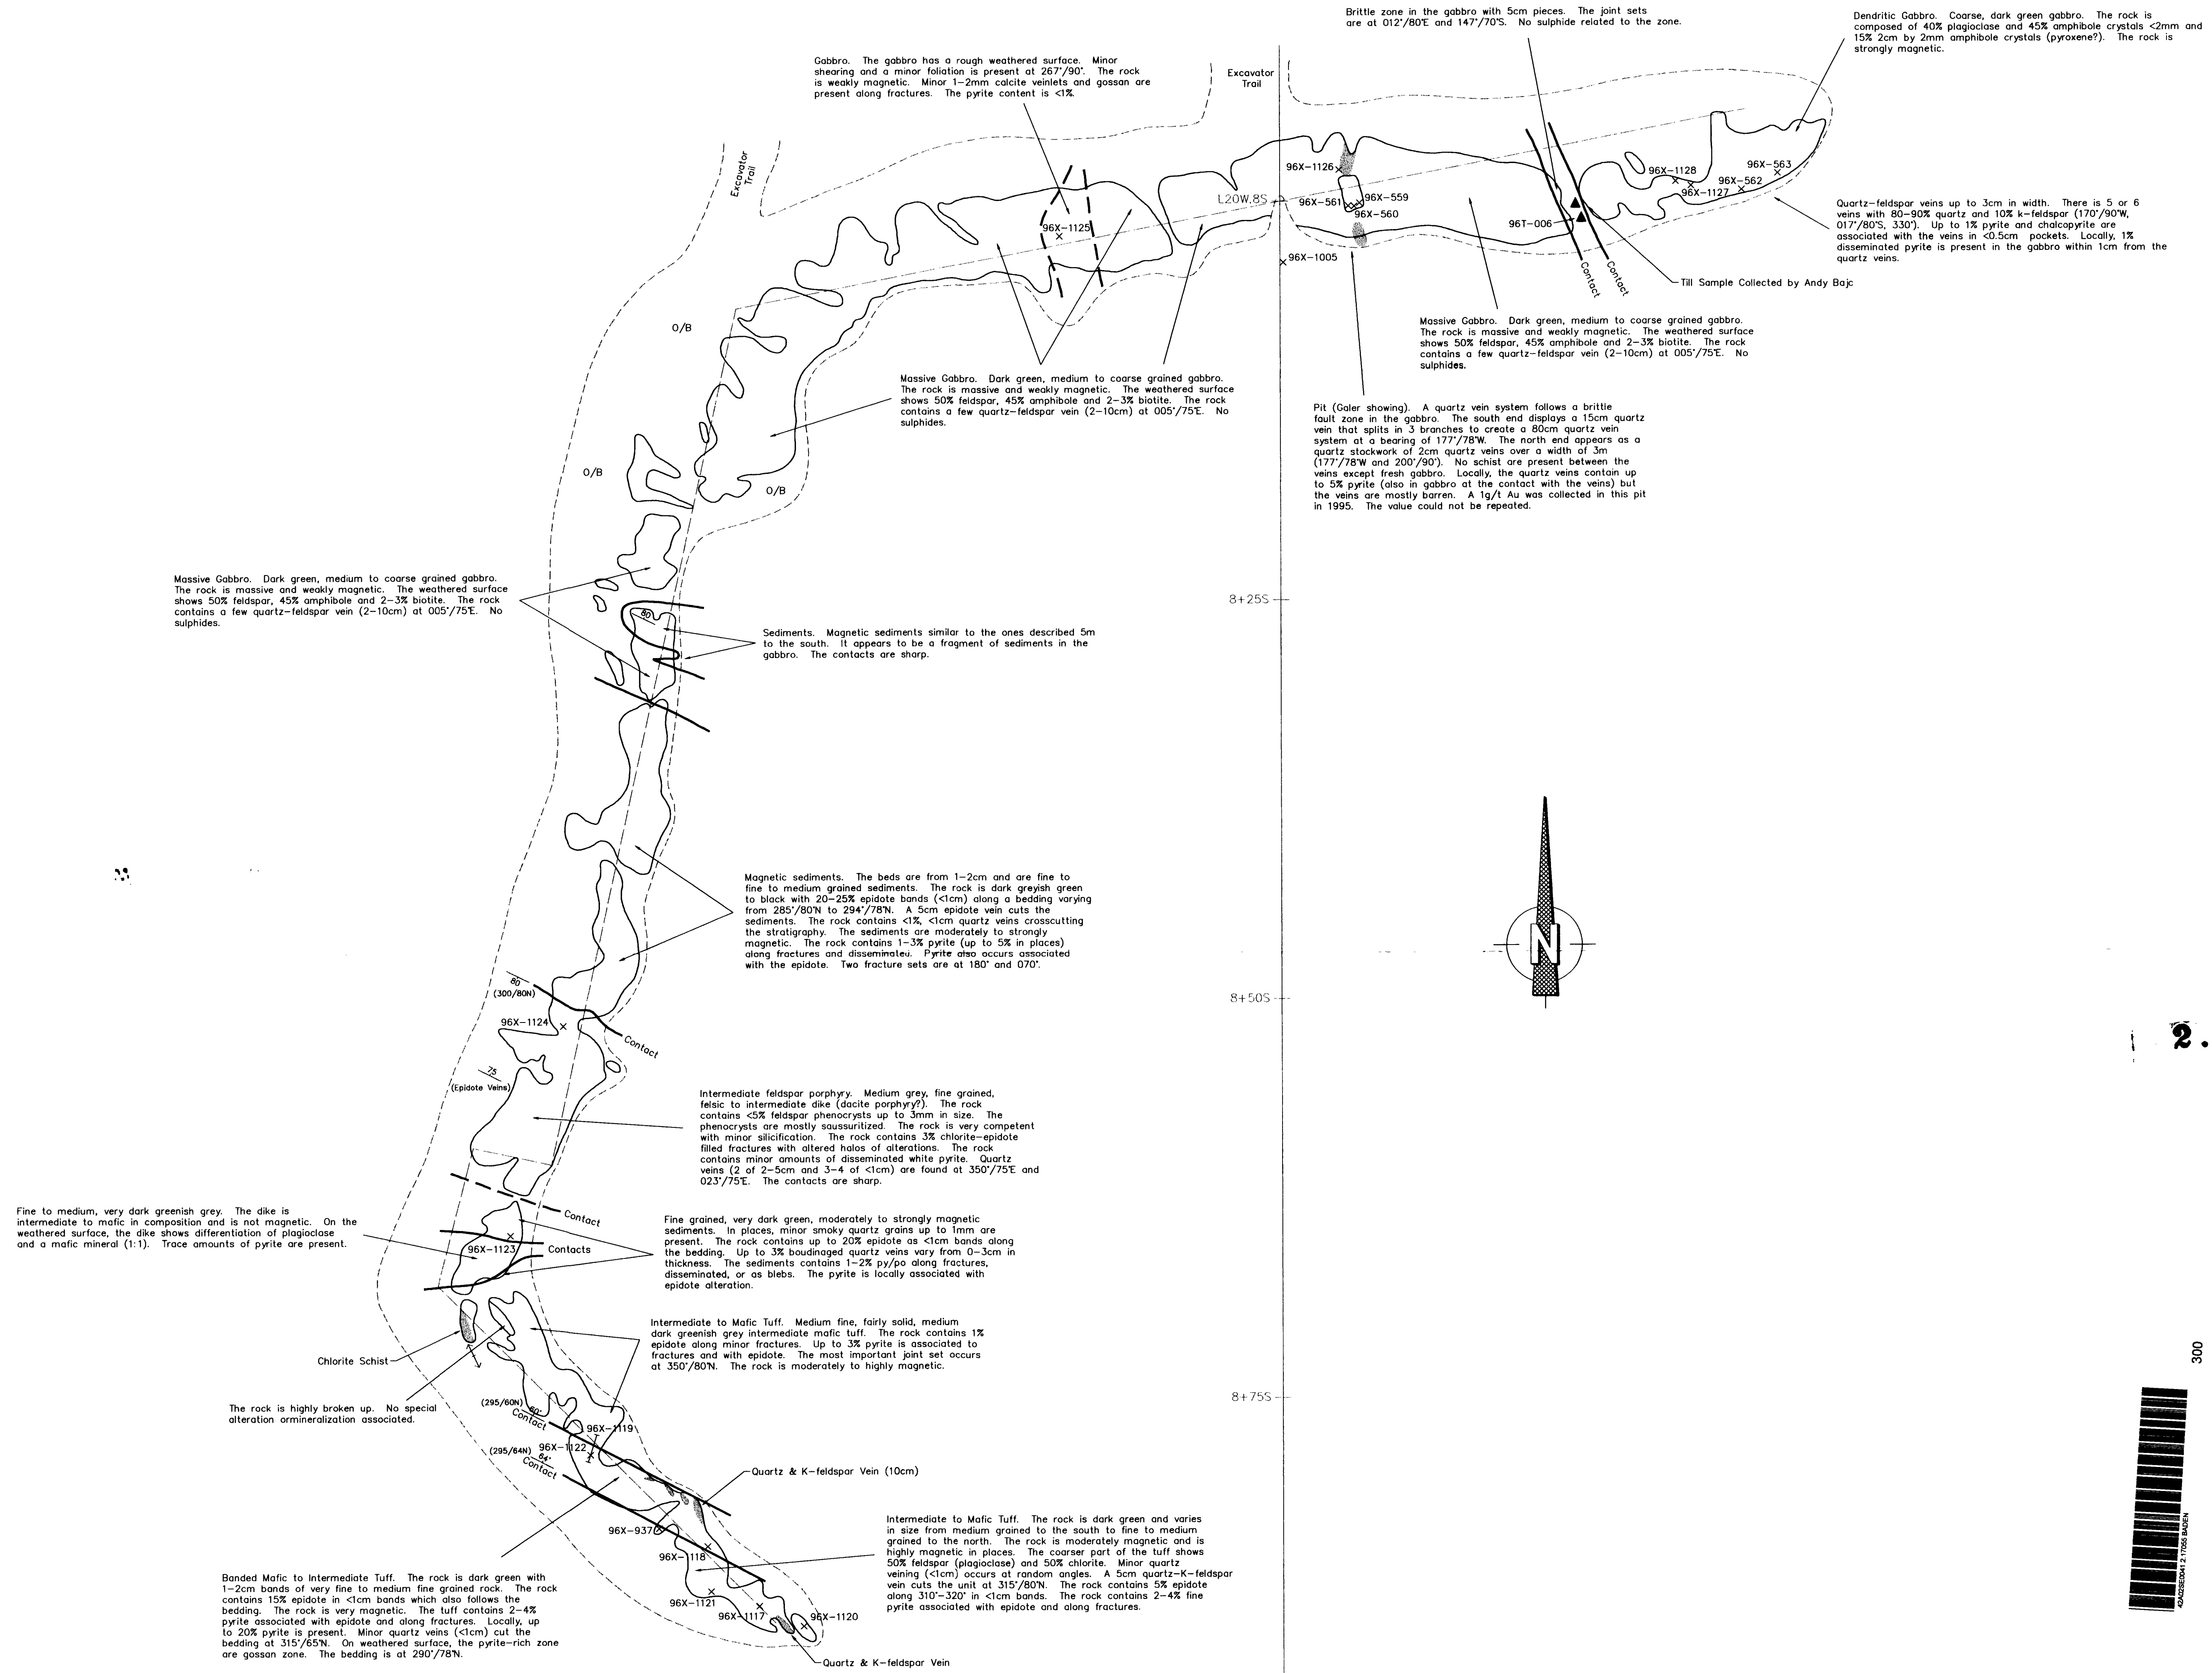 Brittle zone in the gabbro with 5cm pieces. The joint sets
are at 012°/80°E and 147°/70°S. No sulphide related to the zone.
Dendritic Gabbro. Coarse, dark green gabbro. The rock is
composed of 40% plagioclase and 45% amphibole crystals <2mm and
15% 2cm by 2mm amphibole crystals (pyroxene?). The rock is
strongly magnetic.
Gabbro. The gabbro has a rough weathered surface. Minor
shearing and a minor foliation is present at 267°/90°. The rock
is weakly magnetic. Minor 1-2mm calcite veinlets and gossan are
present along fractures. The pyrite content is <1%.
Excavator
Trail
Excavator
Trail
96X-1126
96X-1128
96X-563
96X-562
96X-1127
L20W,8S
96X-561
96X-559
96X-560
96T-006
96X-1125
96X-1005
Contact
Contact
Quartz-feldspar veins up to 3cm in width. There is 5 or 6
veins with 80-90% quartz and 10% k-feldspar (170°/90°W,
017°/80°S, 330°). Up to 1% pyrite and chalcopyrite are
associated with the veins in <0.5cm pockets. Locally, 1%
disseminated pyrite is present in the gabbro within 1cm from the
quartz veins.
Till Sample Collected by Andy Bajc
O/B
Massive Gabbro. Dark green, medium to coarse grained gabbro.
The rock is massive and weakly magnetic. The weathered surface
shows 50% feldspar, 45% amphibole and 2-3% biotite. The rock
contains a few quartz-feldspar vein (2-10cm) at 005°/75°E. No
sulphides.
Massive Gabbro. Dark green, medium to coarse grained gabbro.
The rock is massive and weakly magnetic. The weathered surface
shows 50% feldspar, 45% amphibole and 2-3% biotite. The rock
contains a few quartz-feldspar vein (2-10cm) at 005°/75°E. No
sulphides.
Pit (Galer showing). A quartz vein system follows a brittle
fault zone in the gabbro. The south end displays a 15cm quartz
vein that splits in 3 branches to create a 80cm quartz vein
system at a bearing of 177°/78°W. The north end appears as a
quartz stockwork of 2cm quartz veins over a width of 3m
(177°/78°W and 200°/90°). No schist are present between the
veins except fresh gabbro. Locally, the quartz veins contain up
to 5% pyrite (also in gabbro at the contact with the veins) but
the veins are mostly barren. A 1g/t Au was collected in this pit
in 1995. The value could not be repeated.
O/B
O/B
Massive Gabbro. Dark green, medium to coarse grained gabbro.
The rock is massive and weakly magnetic. The weathered surface
shows 50% feldspar, 45% amphibole and 2-3% biotite. The rock
contains a few quartz-feldspar vein (2-10cm) at 005°/75°E. No
sulphides.
8+25S
80
Sediments. Magnetic sediments similar to the ones described 5m
to the south. It appears to be a fragment of sediments in the
gabbro. The contacts are sharp.
Magnetic sediments. The beds are from 1-2cm and are fine to
fine to medium grained sediments. The rock is dark greyish green
to black with 20-25% epidote bands (<1cm) along a bedding varying
from 285°/80°N to 294°/78°N. A 5cm epidote vein cuts the
sediments. The rock contains <1%, <1cm quartz veins crosscutting
the stratigraphy. The sediments are moderately to strongly
magnetic. The rock contains 1-3% pyrite (up to 5% in places)
along fractures and disseminated. Pyrite also occurs associated
with the epidote. Two fracture sets are at 180° and 070°.
N
80
(300/80N)
8+50S
96X-1124
Contact
2.
75
(Epidote Veins)
Intermediate feldspar porphyry. Medium grey, fine grained,
felsic to intermediate dike (dacite porphyry?). The rock
contains <5% feldspar phenocrysts up to 3mm in size. The
phenocrysts are mostly saussuritized. The rock is very competent
with minor silicification. The rock contains 3% chlorite-epidote
filled fractures with altered halos of alterations. The rock
contains minor amounts of disseminated white pyrite. Quartz
veins (2 of 2-5cm and 3-4 of <1cm) are found at 350°/75°E and
023°/75°E. The contacts are sharp.
Fine to medium, very dark greenish grey. The dike is
intermediate to mafic in composition and is not magnetic. On the
weathered surface, the dike shows differentiation of plagioclase
and a mafic mineral (1:1). Trace amounts of pyrite are present.
Contact
96X-1123
Contacts
Fine grained, very dark green, moderately to strongly magnetic
sediments. In places, minor smoky quartz grains up to 1mm are
present. The rock contains up to 20% epidote as <1cm bands along
the bedding. Up to 3% boudinaged quartz veins vary from 0-3cm in
thickness. The sediments contains 1-2% py/po along fractures,
disseminated, or as blebs. The pyrite is locally associated with
epidote alteration.
Intermediate to Mafic Tuff. Medium fine, fairly solid, medium
dark greenish grey intermediate mafic tuff. The rock contains 1%
epidote along minor fractures. Up to 3% pyrite is associated to
fractures and with epidote. The most important joint set occurs
at 350°/80°N. The rock is moderately to highly magnetic.
Chlorite Schist
300
8+75S
The rock is highly broken up. No special
alteration ormineralization associated.
(295/60N)
60°
Contact
96X-1119
96X-1122
(295/64N)
64°
Contact
Quartz & K-feldspar Vein (10cm)
96X-937
96X-1118
96X-1121
96X-1117
96X-1120
Intermediate to Mafic Tuff. The rock is dark green and varies
in size from medium grained to the south to fine to medium
grained to the north. The rock is moderately magnetic and is
highly magnetic in places. The coarser part of the tuff shows
50% feldspar (plagioclase) and 50% chlorite. Minor quartz
veining (<1cm) occurs at random angles. A 5cm quartz-K-feldspar
vein cuts the unit at 315°/80°N. The rock contains 5% epidote
along 310°-320° in <1cm bands. The rock contains 2-4% fine
pyrite associated with epidote and along fractures.
Banded Mafic to Intermediate Tuff. The rock is dark green with
1-2cm bands of very fine to medium fine grained rock. The rock
contains 15% epidote in <1cm bands which also follows the
bedding. The rock is very magnetic. The tuff contains 2-4%
pyrite associated with epidote and along fractures. Locally, up
to 20% pyrite is present. Minor quartz veins (<1cm) cut the
bedding at 315°/65°N. On weathered surface, the pyrite-rich zone
are gossan zone. The bedding is at 290°/78°N.
Quartz & K-feldspar Vein
42A02SE0041 2.17055 BADEN